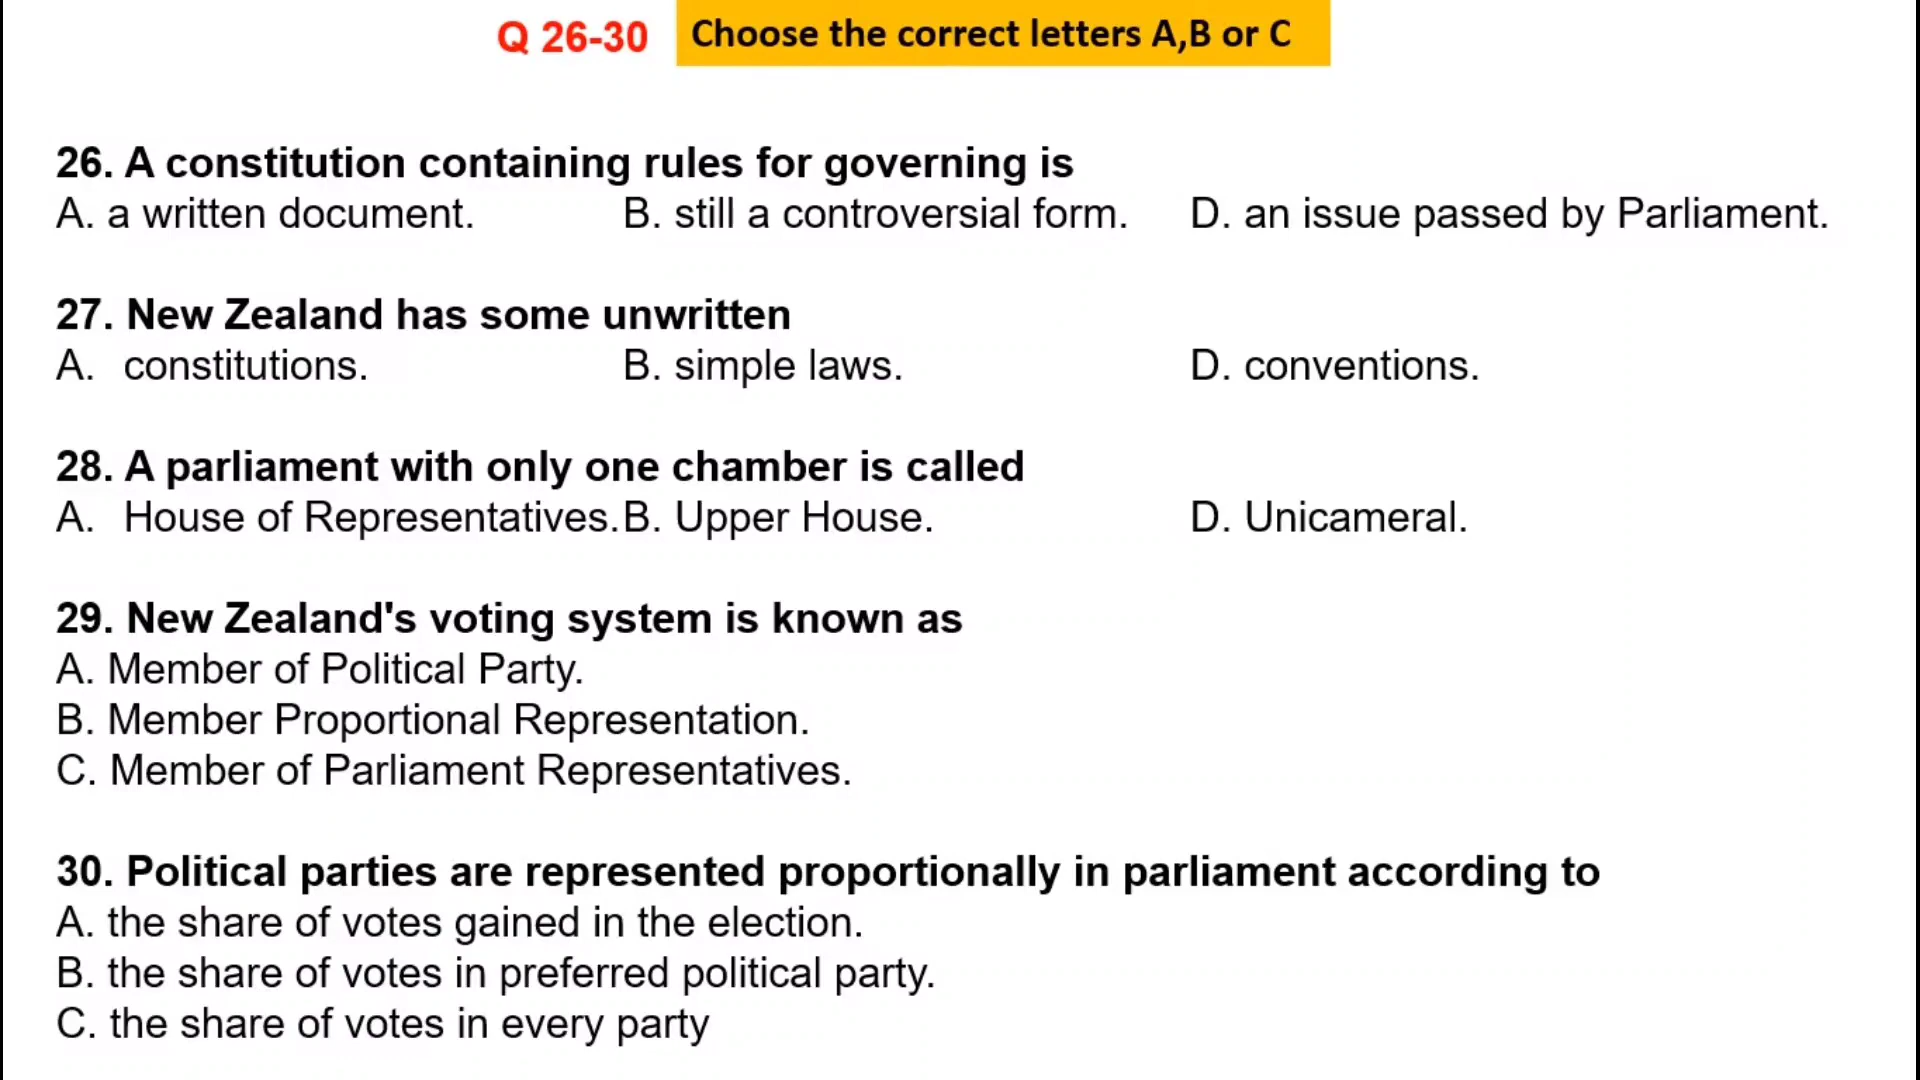 Q 26-30 Choose the correct letters A,B or C
26. A constitution containing rules for governing is
A. a written document. B. still a controversial form. D. an issue passed by Parliament.
27. New Zealand has some unwritten
A. constitutions. B. simple laws. D. conventions.
28. A parliament with only one chamber is called
A. House of Representatives. B. Upper House. D. Unicameral.
29. New Zealand's voting system is known as
A. Member of Political Party.
B. Member Proportional Representation.
C. Member of Parliament Representatives.
30. Political parties are represented proportionally in parliament according to
A. the share of votes gained in the election.
B. the share of votes in preferred political party.
C. the share of votes in every party